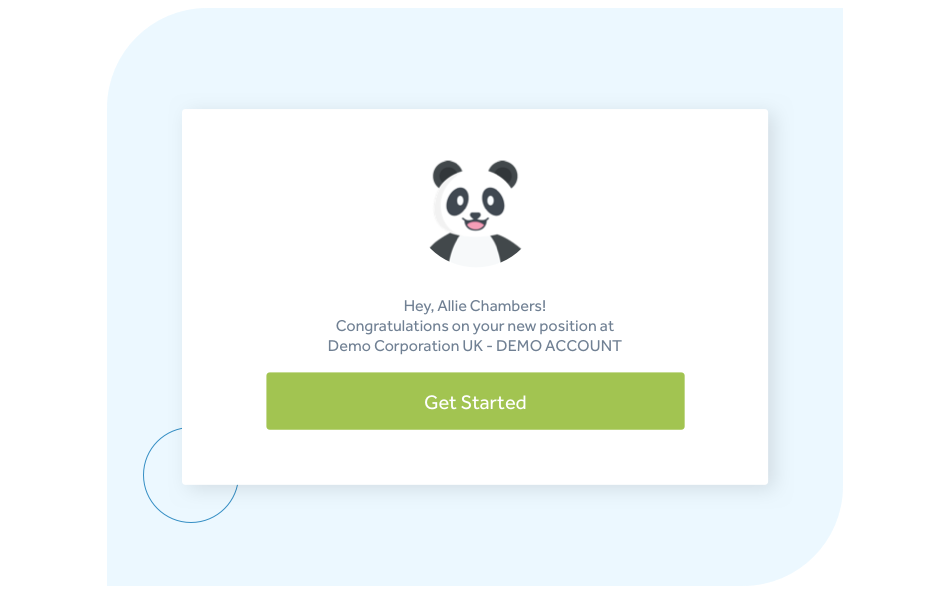 Hey, Allie Chambers!
Congratulations on your new position at
Demo Corporation UK - DEMO ACCOUNT
Get Started